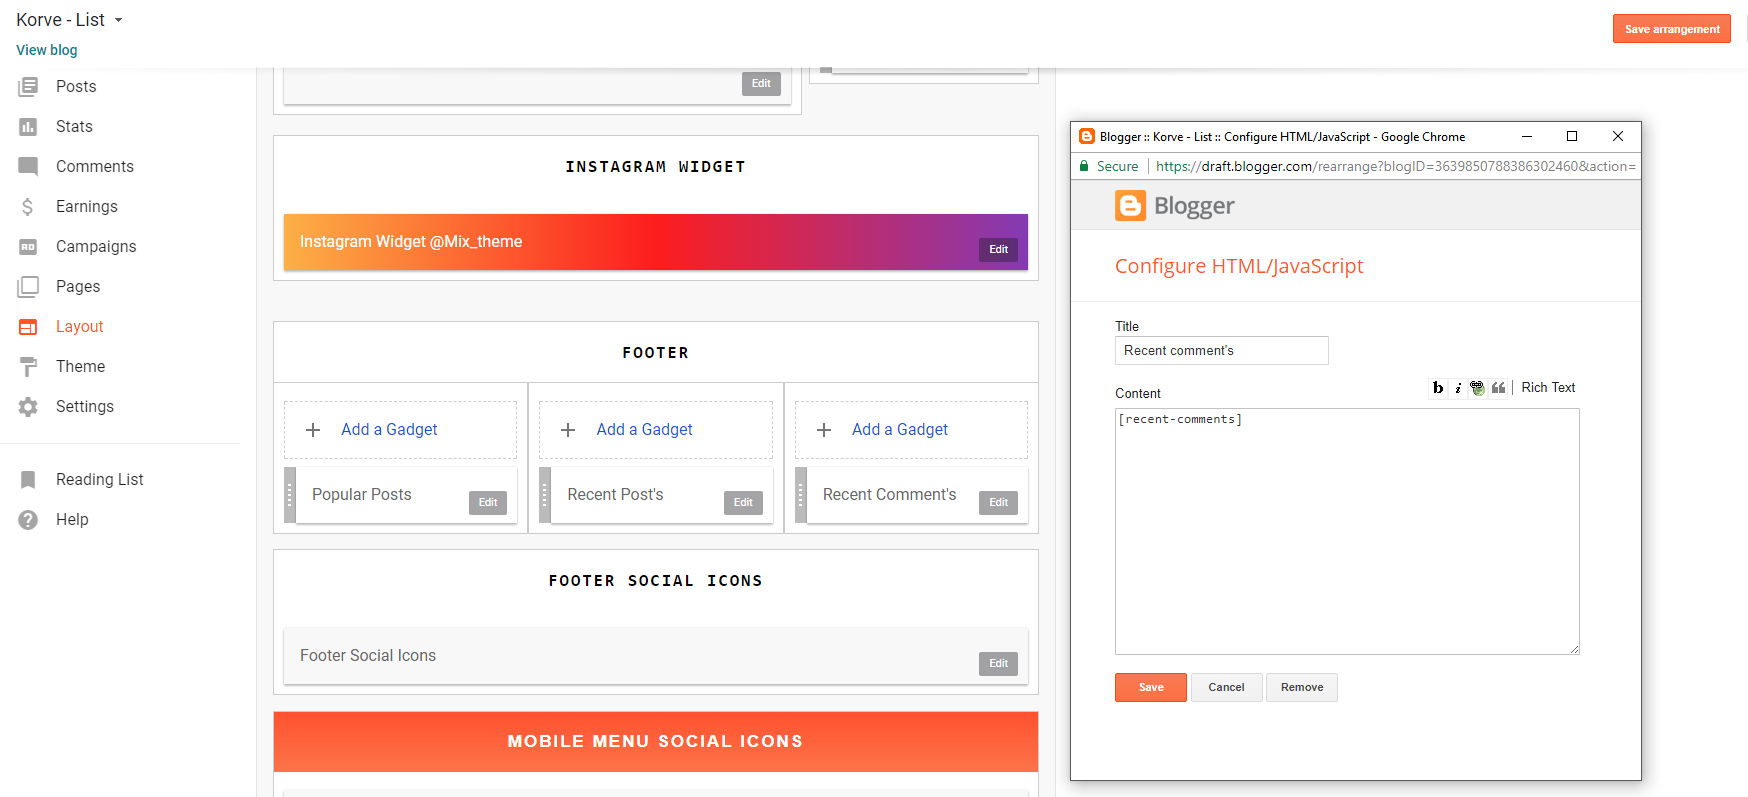 Korve - List
View blog
Save arrangement
Posts
Stats
Comments
Earnings
Campaigns
Pages
Layout
Theme
Settings
Reading List
Help
Edit
INSTAGRAM WIDGET
Instagram Widget @Mix_theme
Edit
FOOTER
Add a Gadget
Add a Gadget
Add a Gadget
Popular Posts
Edit
Recent Post's
Edit
Recent Comment's
Edit
FOOTER SOCIAL ICONS
Footer Social Icons
Edit
MOBILE MENU SOCIAL ICONS
Blogger :: Korve - List :: Configure HTML/JavaScript - Google Chrome
Secure https://draft.blogger.com/rearrange?blogID=3639850788386302460&action=
Blogger
Configure HTML/JavaScript
Title
Recent comment's
Content
b i Rich Text
[recent-comments]
Save Cancel Remove